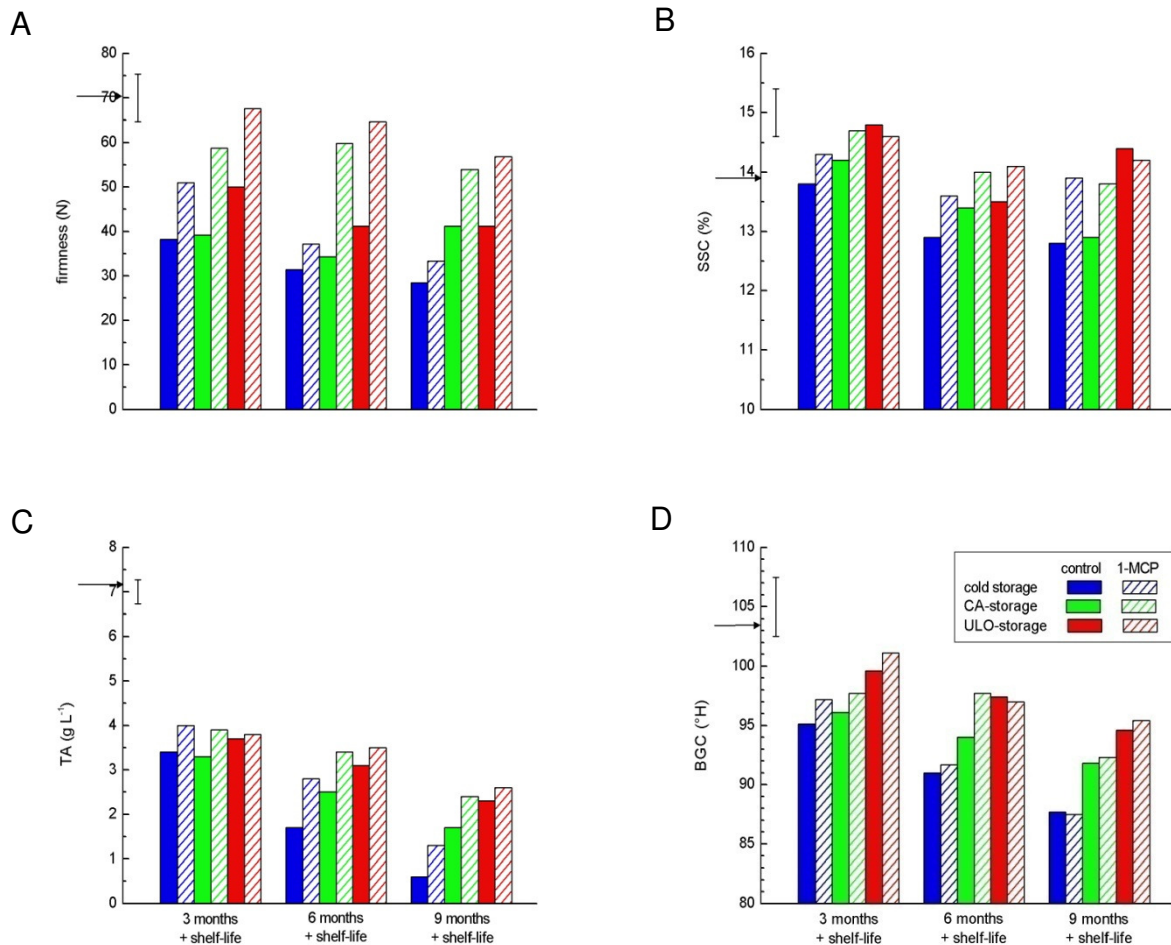 A
80
70
60
50
40
30
20
10
0
firmness (N)
B
16
15
14
13
12
11
10
SSC (%)
C
8
7
6
5
4
3
2
1
0
TA (g L⁻¹)
3 months
+ shelf-life
6 months
+ shelf-life
9 months
+ shelf-life
D
110
105
100
95
90
85
80
BGC (°H)
control 1-MCP
cold storage
CA-storage
ULO-storage
3 months
+ shelf-life
6 months
+ shelf-life
9 months
+ shelf-life